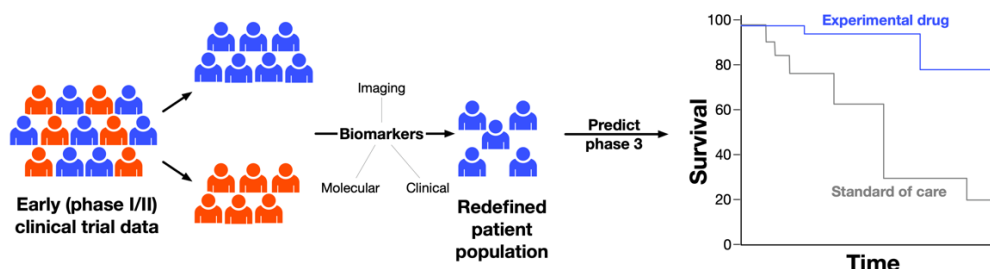 Early (phase I/II)
clinical trial data
Imaging
Biomarkers
Molecular
Clinical
Redefined
patient
population
Predict
phase 3
Survival
100
80
60
40
20
0
Experimental drug
Standard of care
Time